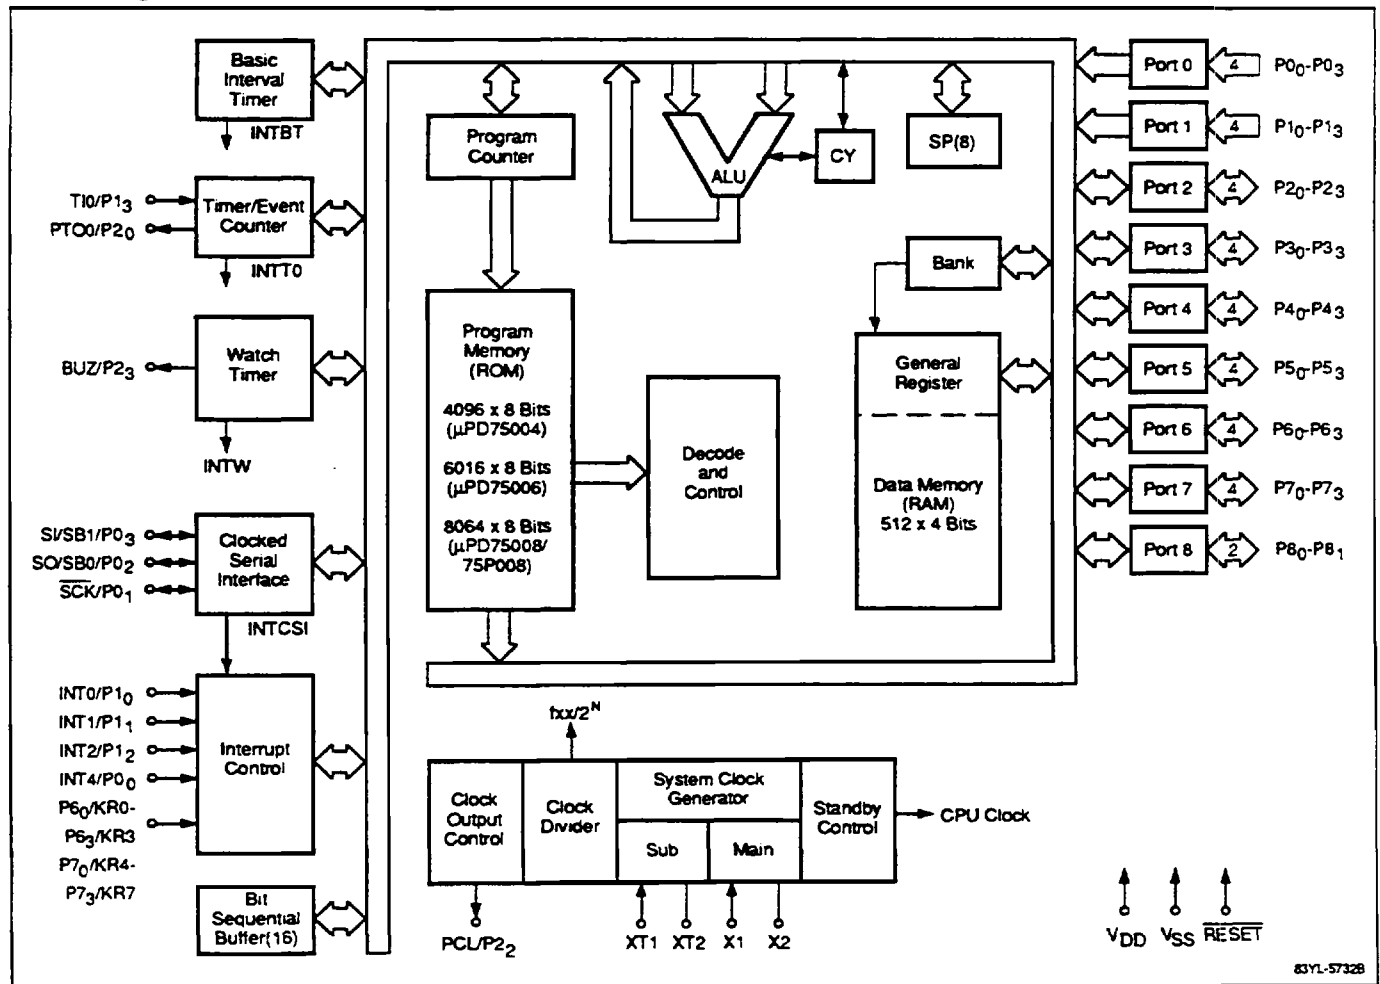 Basic
Interval
Timer
INTBT
TI0/P1₃
PTO0/P2₀
Timer/Event
Counter
INTT0
BUZ/P2₃
Watch
Timer
INTW
SI/SB1/P0₃
SO/SB0/P0₂
S̅C̅K̅/P0₁
Clocked
Serial
Interface
INTCSI
INT0/P1₀
INT1/P1₁
INT2/P1₂
INT4/P0₀
P6₀/KR0-
P6₃/KR3
P7₀/KR4-
P7₃/KR7
Interrupt
Control
Bit
Sequential
Buffer(16)
Program
Counter
ALU
CY
SP(8)
Bank
Program
Memory
(ROM)
4096 x 8 Bits
(µPD75004)
6016 x 8 Bits
(µPD75006)
8064 x 8 Bits
(µPD75008/
75P008)
Decode
and
Control
General
Register
Data Memory
(RAM)
512 x 4 Bits
Port 0 4 P0₀-P0₃
Port 1 4 P1₀-P1₃
Port 2 4 P2₀-P2₃
Port 3 4 P3₀-P3₃
Port 4 4 P4₀-P4₃
Port 5 4 P5₀-P5₃
Port 6 4 P6₀-P6₃
Port 7 4 P7₀-P7₃
Port 8 2 P8₀-P8₁
fxx/2ᴺ
Clock
Output
Control
Clock
Divider
System Clock
Generator
Sub
Main
Standby
Control
CPU Clock
PCL/P2₂
XT1
XT2
X1
X2
V_DD
V_SS
R̅E̅S̅E̅T̅
83YL-5732B